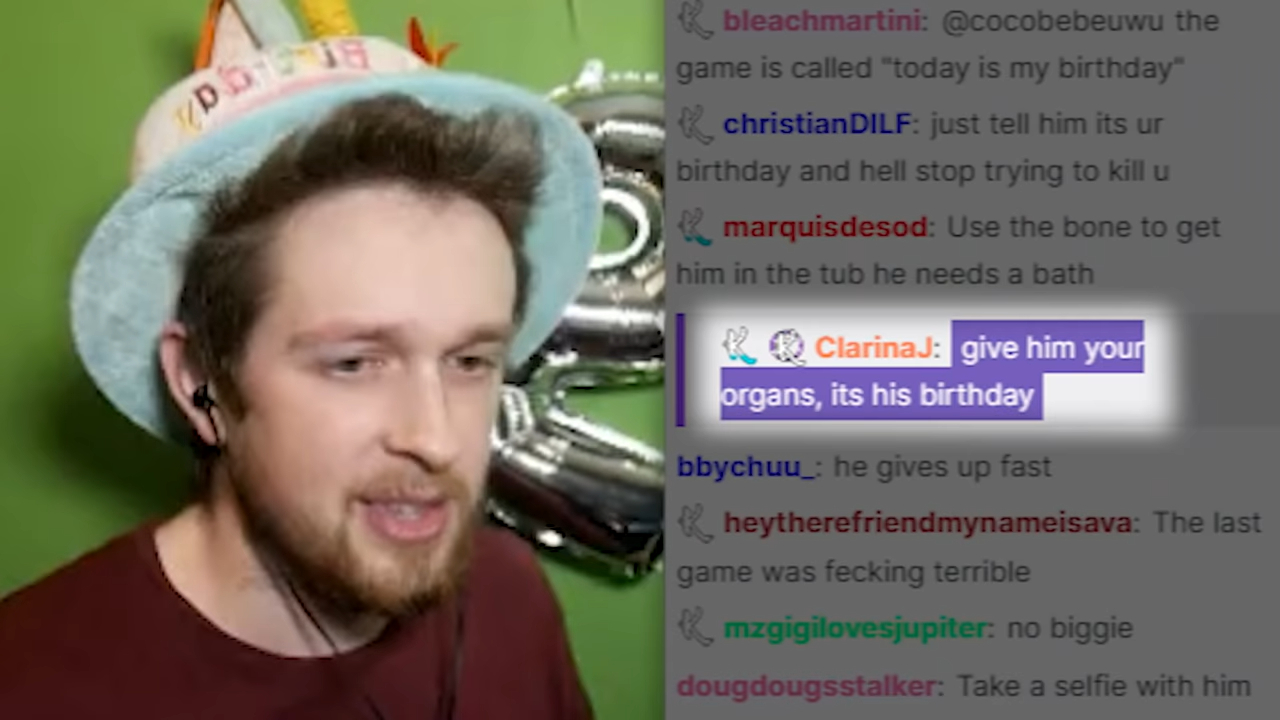 bleachmartini: @cocobebeuwu the
game is called "today is my birthday"
christianDILF: just tell him its ur
birthday and hell stop trying to kill u
marquisdesod: Use the bone to get
him in the tub he needs a bath
ClarinaJ: give him your
organs, its his birthday
bbychuu_: he gives up fast
heytherefriendmynameisava: The last
game was fecking terrible
mzgigilovesjupiter: no biggie
dougdougsstalker: Take a selfie with him